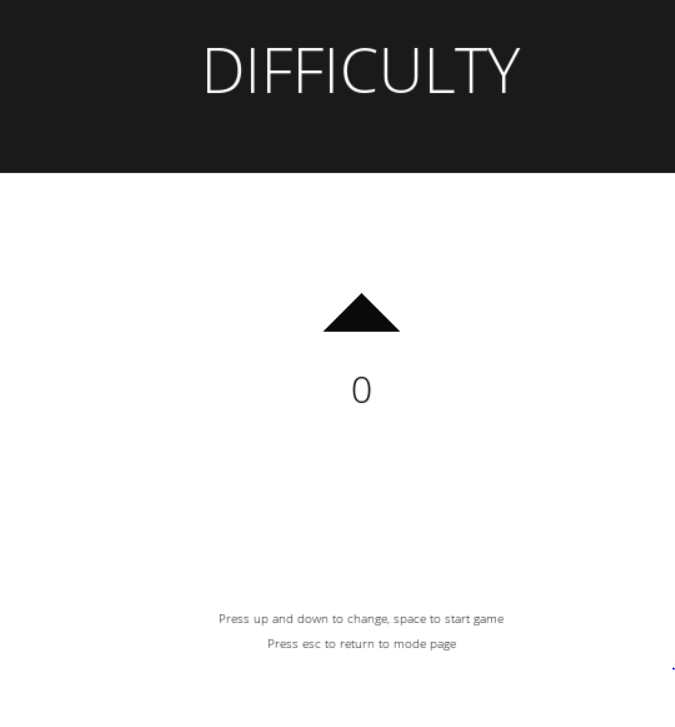 DIFFICULTY
0
Press up and down to change, space to start game
Press esc to return to mode page